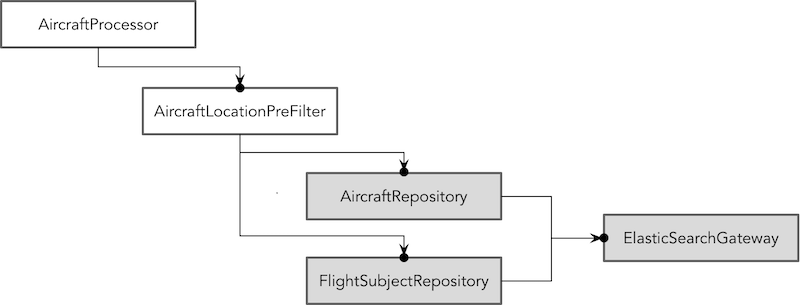 AircraftProcessor
AircraftLocationPreFilter
AircraftRepository
ElasticSearchGateway
FlightSubjectRepository